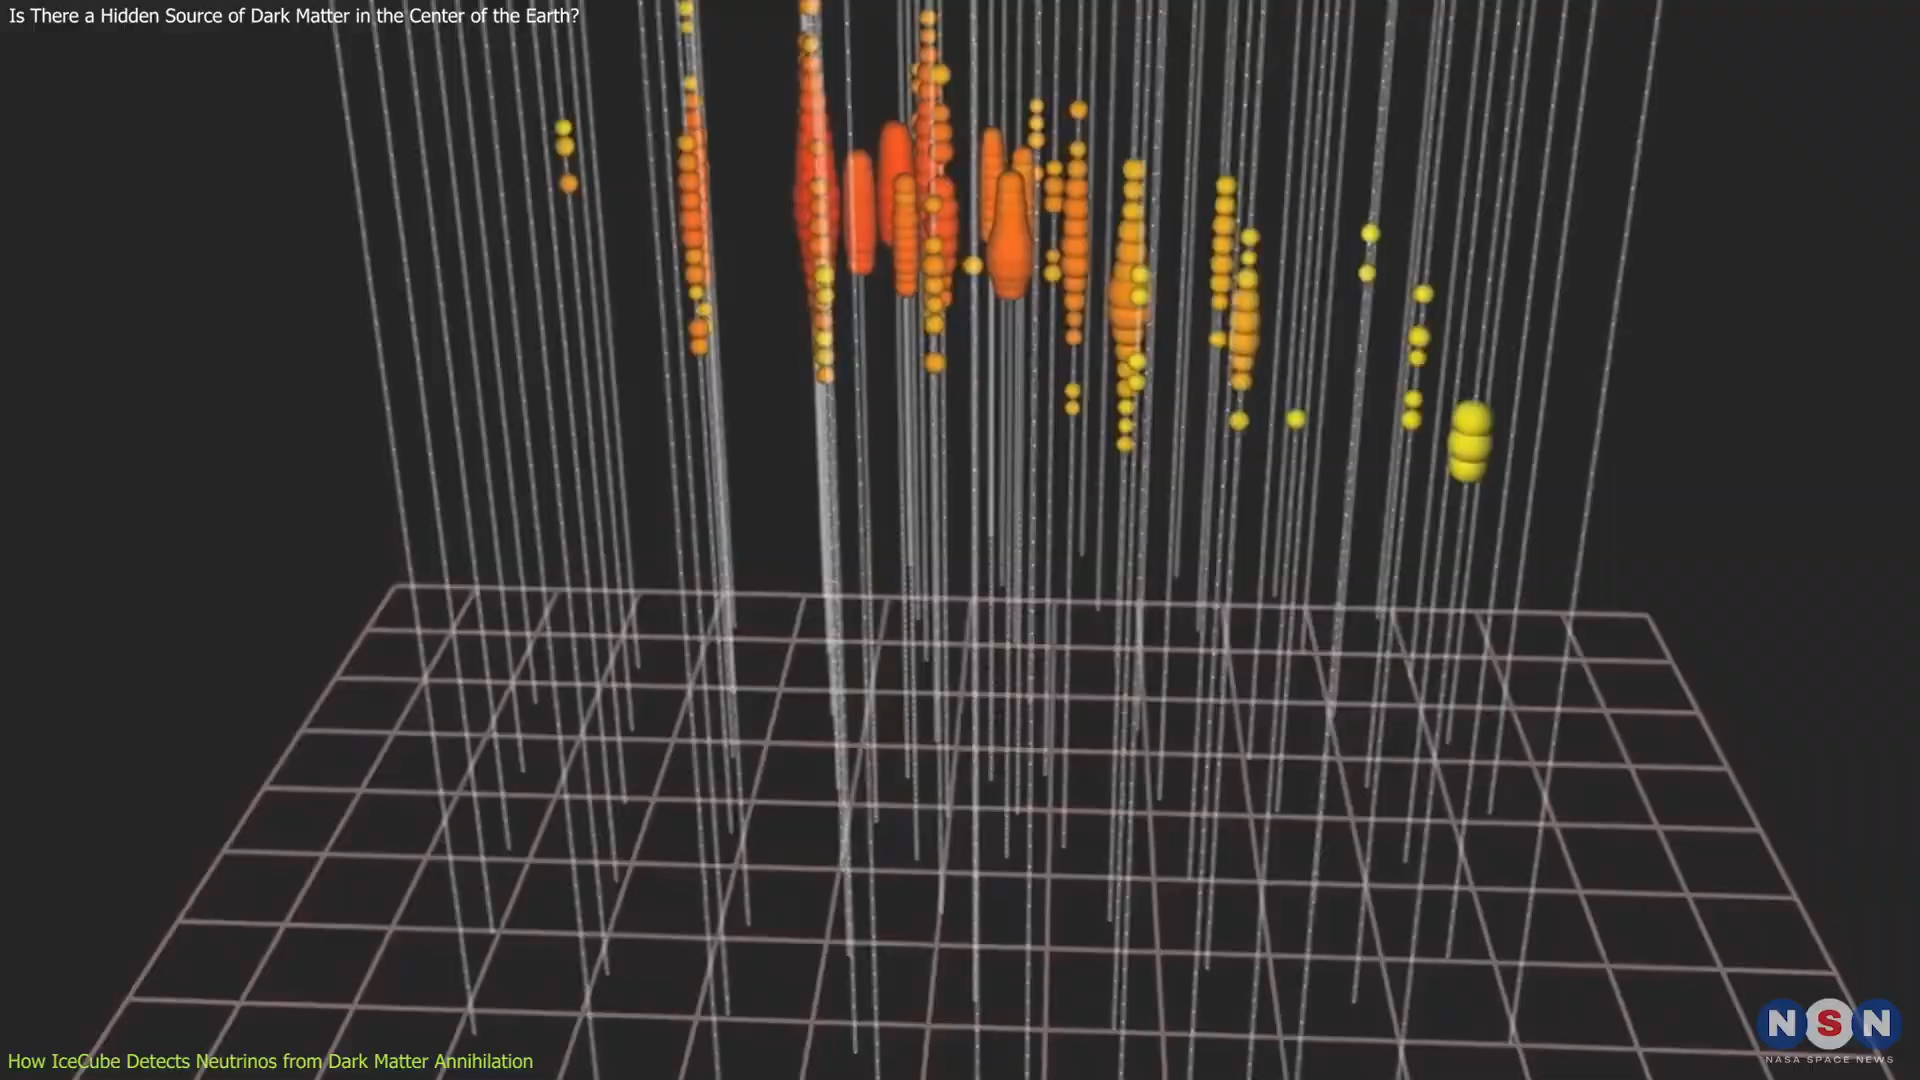 Is There a Hidden Source of Dark Matter in the Center of the Earth?
How IceCube Detects Neutrinos from Dark Matter Annihilation
NSN
NASA SPACE NEWS